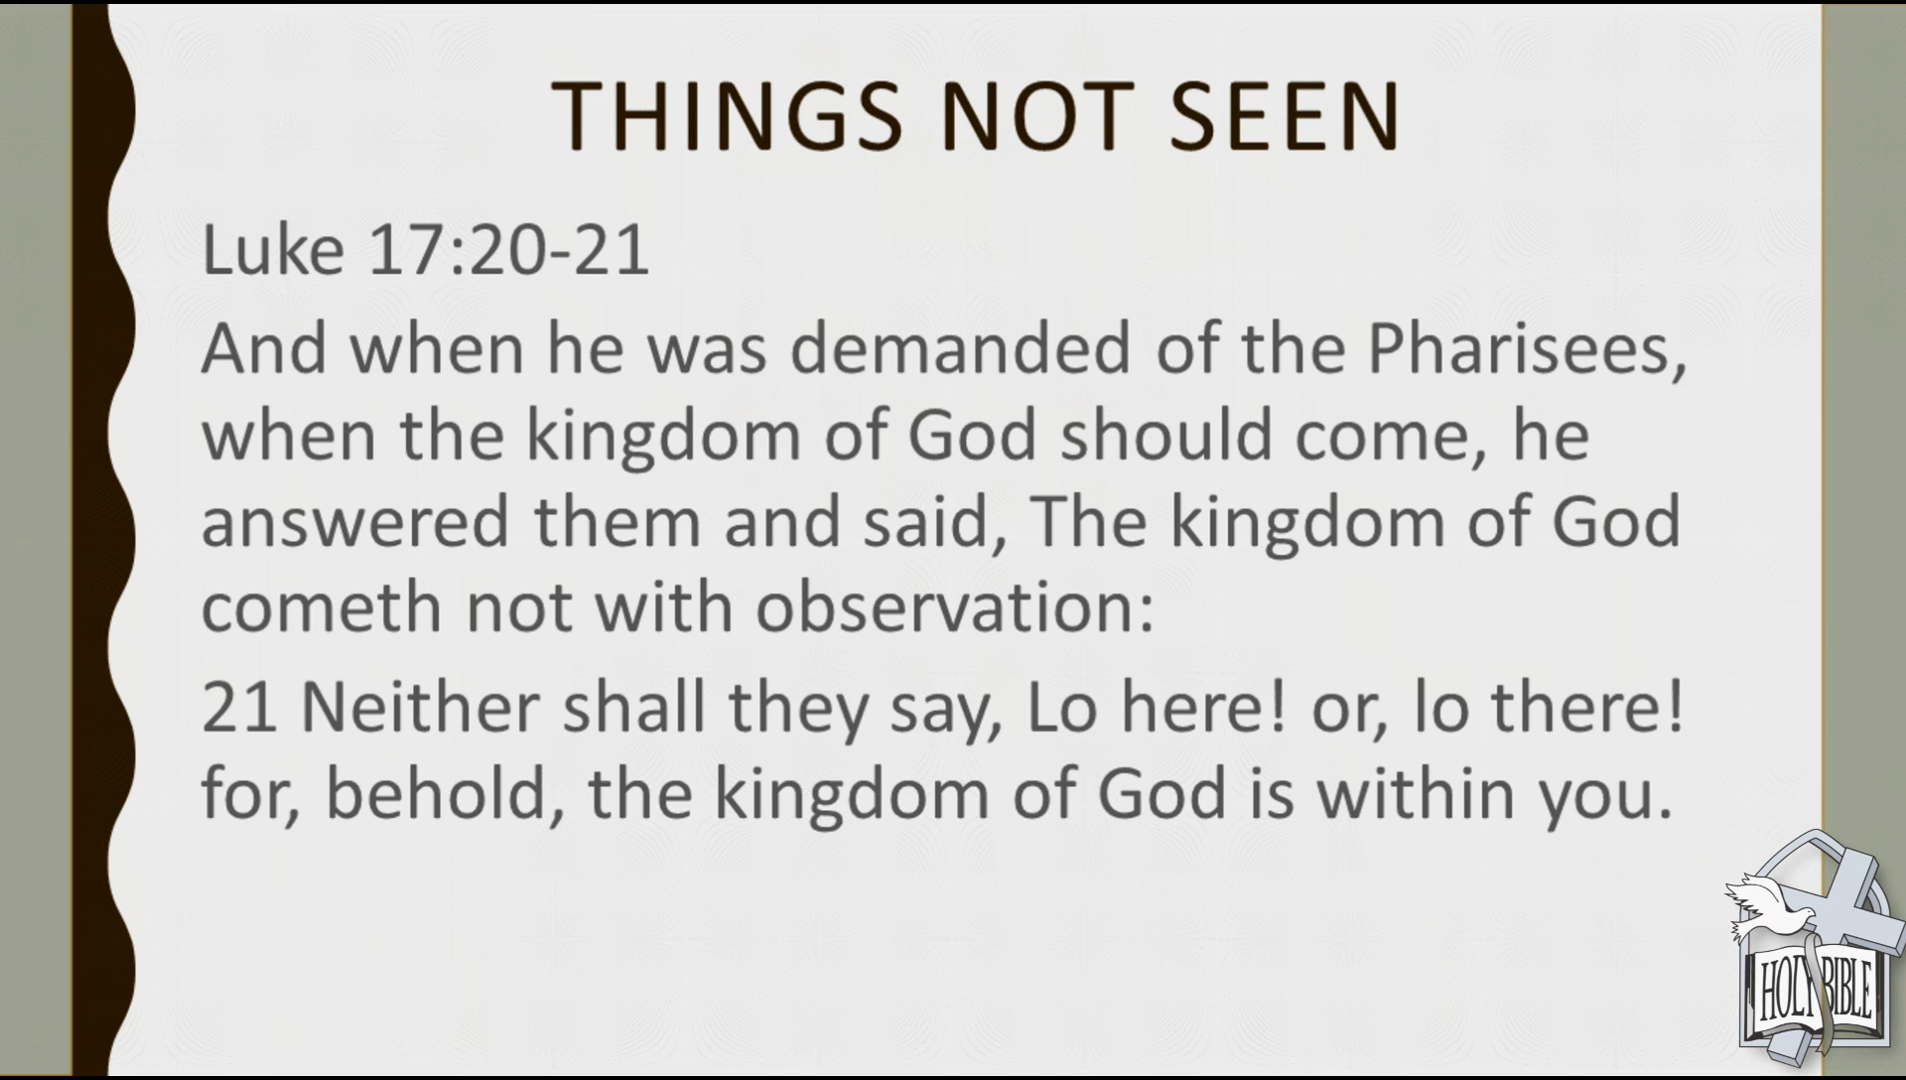 THINGS NOT SEEN
Luke 17:20-21
And when he was demanded of the Pharisees,
when the kingdom of God should come, he
answered them and said, The kingdom of God
cometh not with observation:
21 Neither shall they say, Lo here! or, lo there!
for, behold, the kingdom of God is within you.
HOLY BIBLE